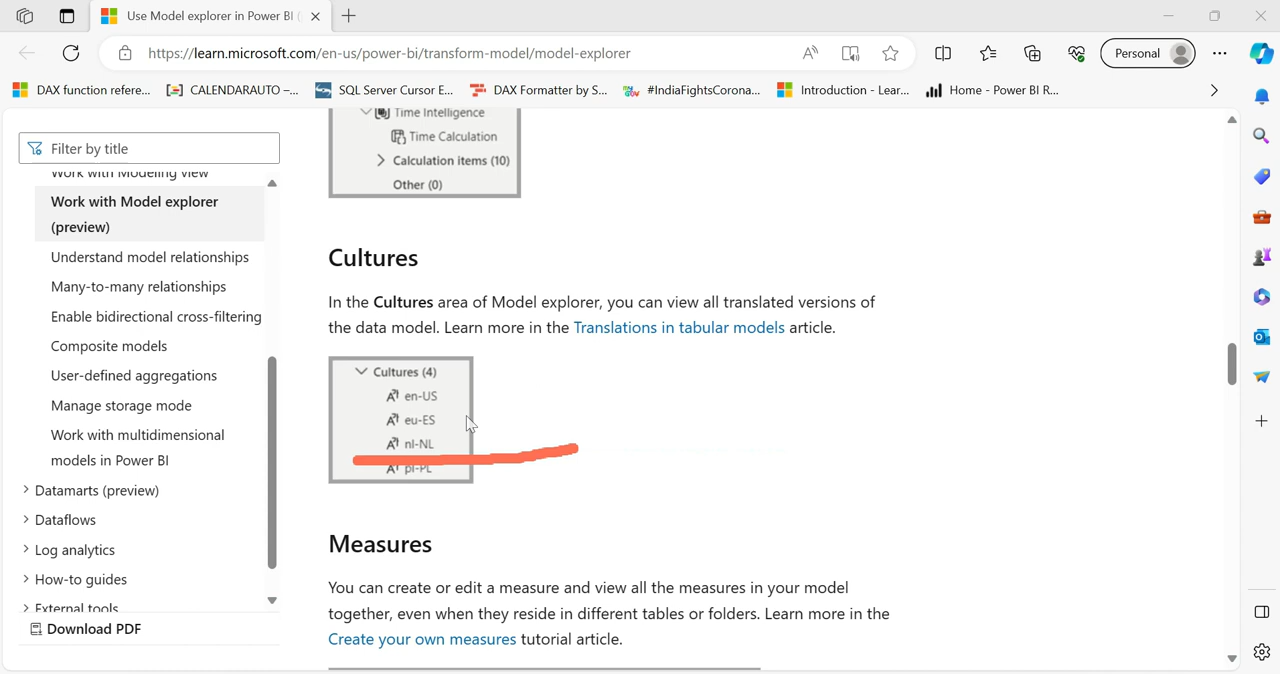 Use Model explorer in Power BI (
https://learn.microsoft.com/en-us/power-bi/transform-model/model-explorer
Personal
DAX function refere...
CALENDARAUTO –...
SQL Server Cursor E...
DAX Formatter by S...
#IndiaFightsCorona...
Introduction - Lear...
Home - Power BI R...
Filter by title
Work with Modeling view
Work with Model explorer
(preview)
Understand model relationships
Many-to-many relationships
Enable bidirectional cross-filtering
Composite models
User-defined aggregations
Manage storage mode
Work with multidimensional
models in Power BI
Datamarts (preview)
Dataflows
Log analytics
How-to guides
External tools
Download PDF
Time Intelligence
Time Calculation
Calculation items (10)
Other (0)
Cultures
In the Cultures area of Model explorer, you can view all translated versions of
the data model. Learn more in the Translations in tabular models article.
Cultures (4)
en-US
eu-ES
nl-NL
pl-PL
Measures
You can create or edit a measure and view all the measures in your model
together, even when they reside in different tables or folders. Learn more in the
Create your own measures tutorial article.